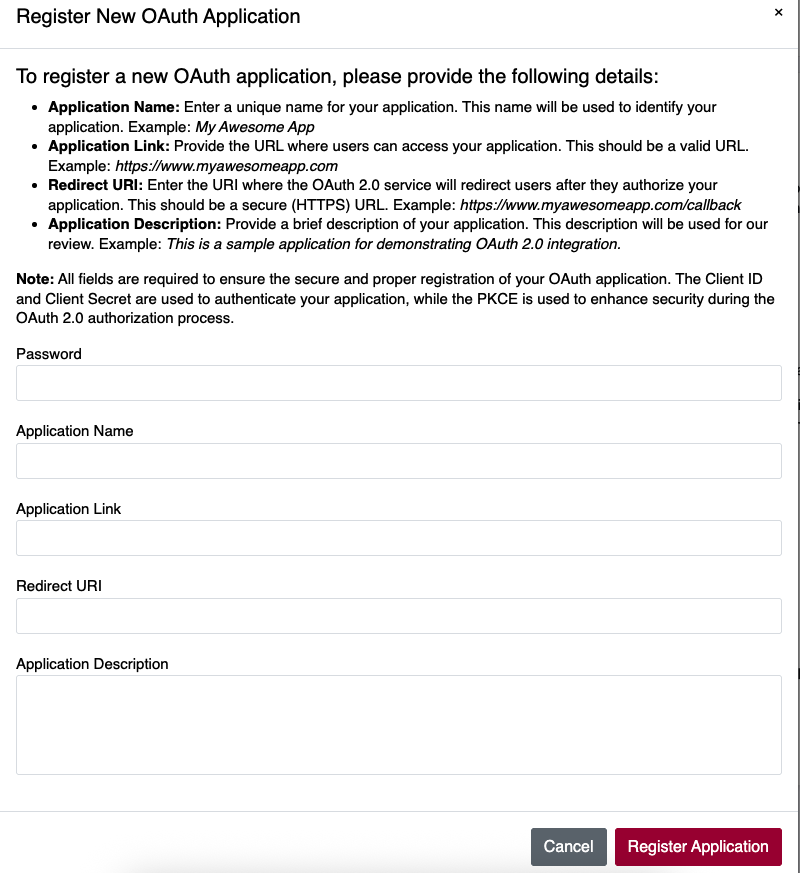 Register New OAuth Application
×
To register a new OAuth application, please provide the following details:
• Application Name: Enter a unique name for your application. This name will be used to identify your
application. Example: My Awesome App
• Application Link: Provide the URL where users can access your application. This should be a valid URL.
Example: https://www.myawesomeapp.com
• Redirect URI: Enter the URI where the OAuth 2.0 service will redirect users after they authorize your
application. This should be a secure (HTTPS) URL. Example: https://www.myawesomeapp.com/callback
• Application Description: Provide a brief description of your application. This description will be used for our
review. Example: This is a sample application for demonstrating OAuth 2.0 integration.
Note: All fields are required to ensure the secure and proper registration of your OAuth application. The Client ID
and Client Secret are used to authenticate your application, while the PKCE is used to enhance security during the
OAuth 2.0 authorization process.
Password
Application Name
Application Link
Redirect URI
Application Description
Cancel
Register Application